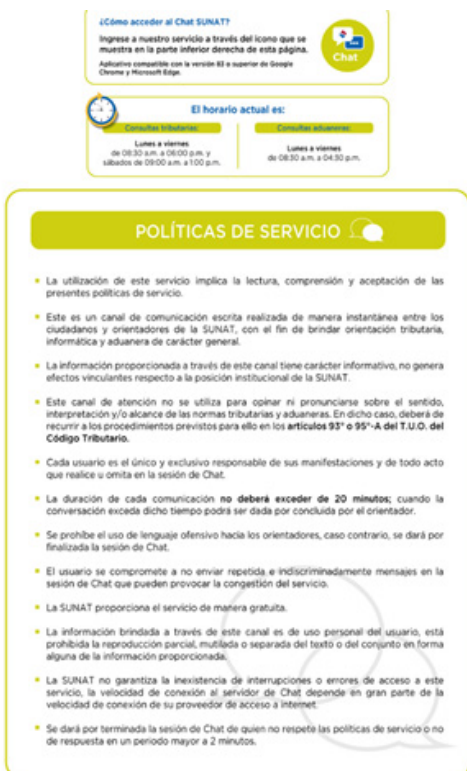 ¿Cómo acceder al Chat SUNAT?
Ingrese a nuestro servicio a través del ícono que se
muestra en la parte inferior derecha de esta página.
Aplicativo compatible con la versión 83 o superior de Google
Chrome y Microsoft Edge.
Chat
El horario actual es:
Consultas tributarias:
Lunes a viernes
de 08:30 a.m. a 06:00 p.m. y
sábados de 09:00 a.m. a 1:00 p.m.
Consultas aduaneras:
Lunes a viernes
de 08:30 a.m. a 04:30 p.m.
POLÍTICAS DE SERVICIO
La utilización de este servicio implica la lectura, comprensión y aceptación de las
presentes políticas de servicio.
Este es un canal de comunicación escrita realizada de manera instantánea entre los
ciudadanos y orientadores de la SUNAT, con el fin de brindar orientación tributaria,
informática y aduanera de carácter general.
La información proporcionada a través de este canal tiene carácter informativo, no genera
efectos vinculantes respecto a la posición institucional de la SUNAT.
Este canal de atención no se utiliza para opinar ni pronunciarse sobre el sentido,
interpretación y/o alcance de las normas tributarias y aduaneras. En dicho caso, deberá de
recurrir a los procedimientos previstos para ello en los artículos 93° o 95°-A del T.U.O. del
Código Tributario.
Cada usuario es el único y exclusivo responsable de sus manifestaciones y de todo acto
que realice u omita en la sesión de Chat.
La duración de cada comunicación no deberá exceder de 20 minutos; cuando la
conversación exceda dicho tiempo podrá ser dada por concluida por el orientador.
Se prohíbe el uso de lenguaje ofensivo hacia los orientadores, caso contrario, se dará por
finalizada la sesión de Chat.
El usuario se compromete a no enviar repetida e indiscriminadamente mensajes en la
sesión de Chat que pueden provocar la congestión del servicio.
La SUNAT proporciona el servicio de manera gratuita.
La información brindada a través de este canal es de uso personal del usuario, está
prohibida la reproducción parcial, mutilada o separada del texto o del conjunto en forma
alguna de la información proporcionada.
La SUNAT no garantiza la inexistencia de interrupciones o errores de acceso a este
servicio, la velocidad de conexión al servidor de Chat depende en gran parte de la
velocidad de conexión de su proveedor de acceso a internet.
Se dará por terminada la sesión de Chat de quien no respete las políticas de servicio o no
de respuesta en un periodo mayor a 2 minutos.